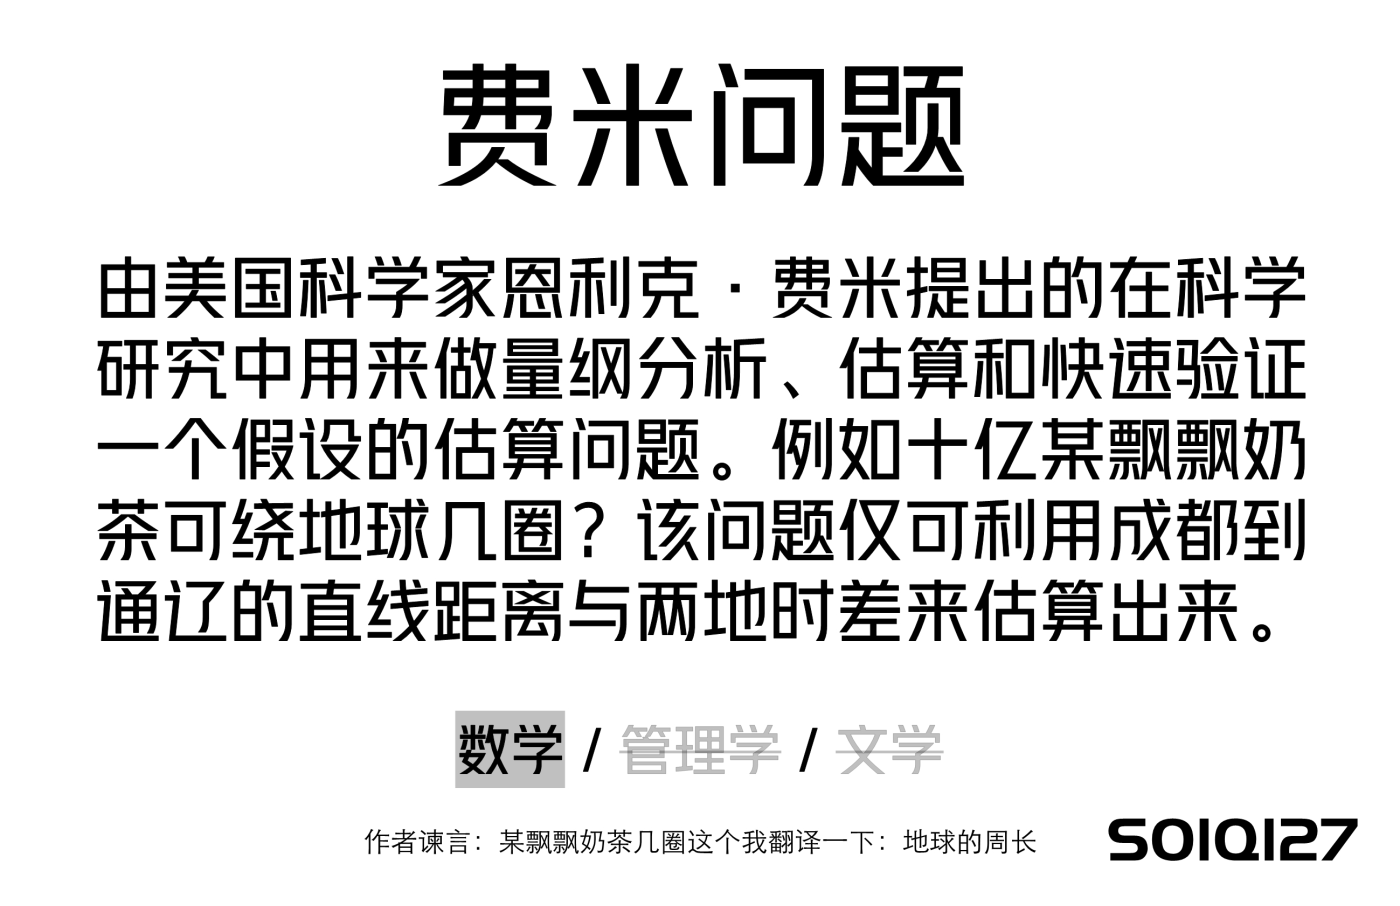 费米问题
由美国科学家恩利克·费米提出的在科学
研究中用来做量纲分析、估算和快速验证
一个假设的估算问题。例如十亿某飘飘奶
茶可绕地球几圈？该问题仅可利用成都到
通辽的直线距离与两地时差来估算出来。
数学 / 管理学 / 文学
作者谏言：某飘飘奶茶几圈这个我翻译一下：地球的周长
SOIQI27